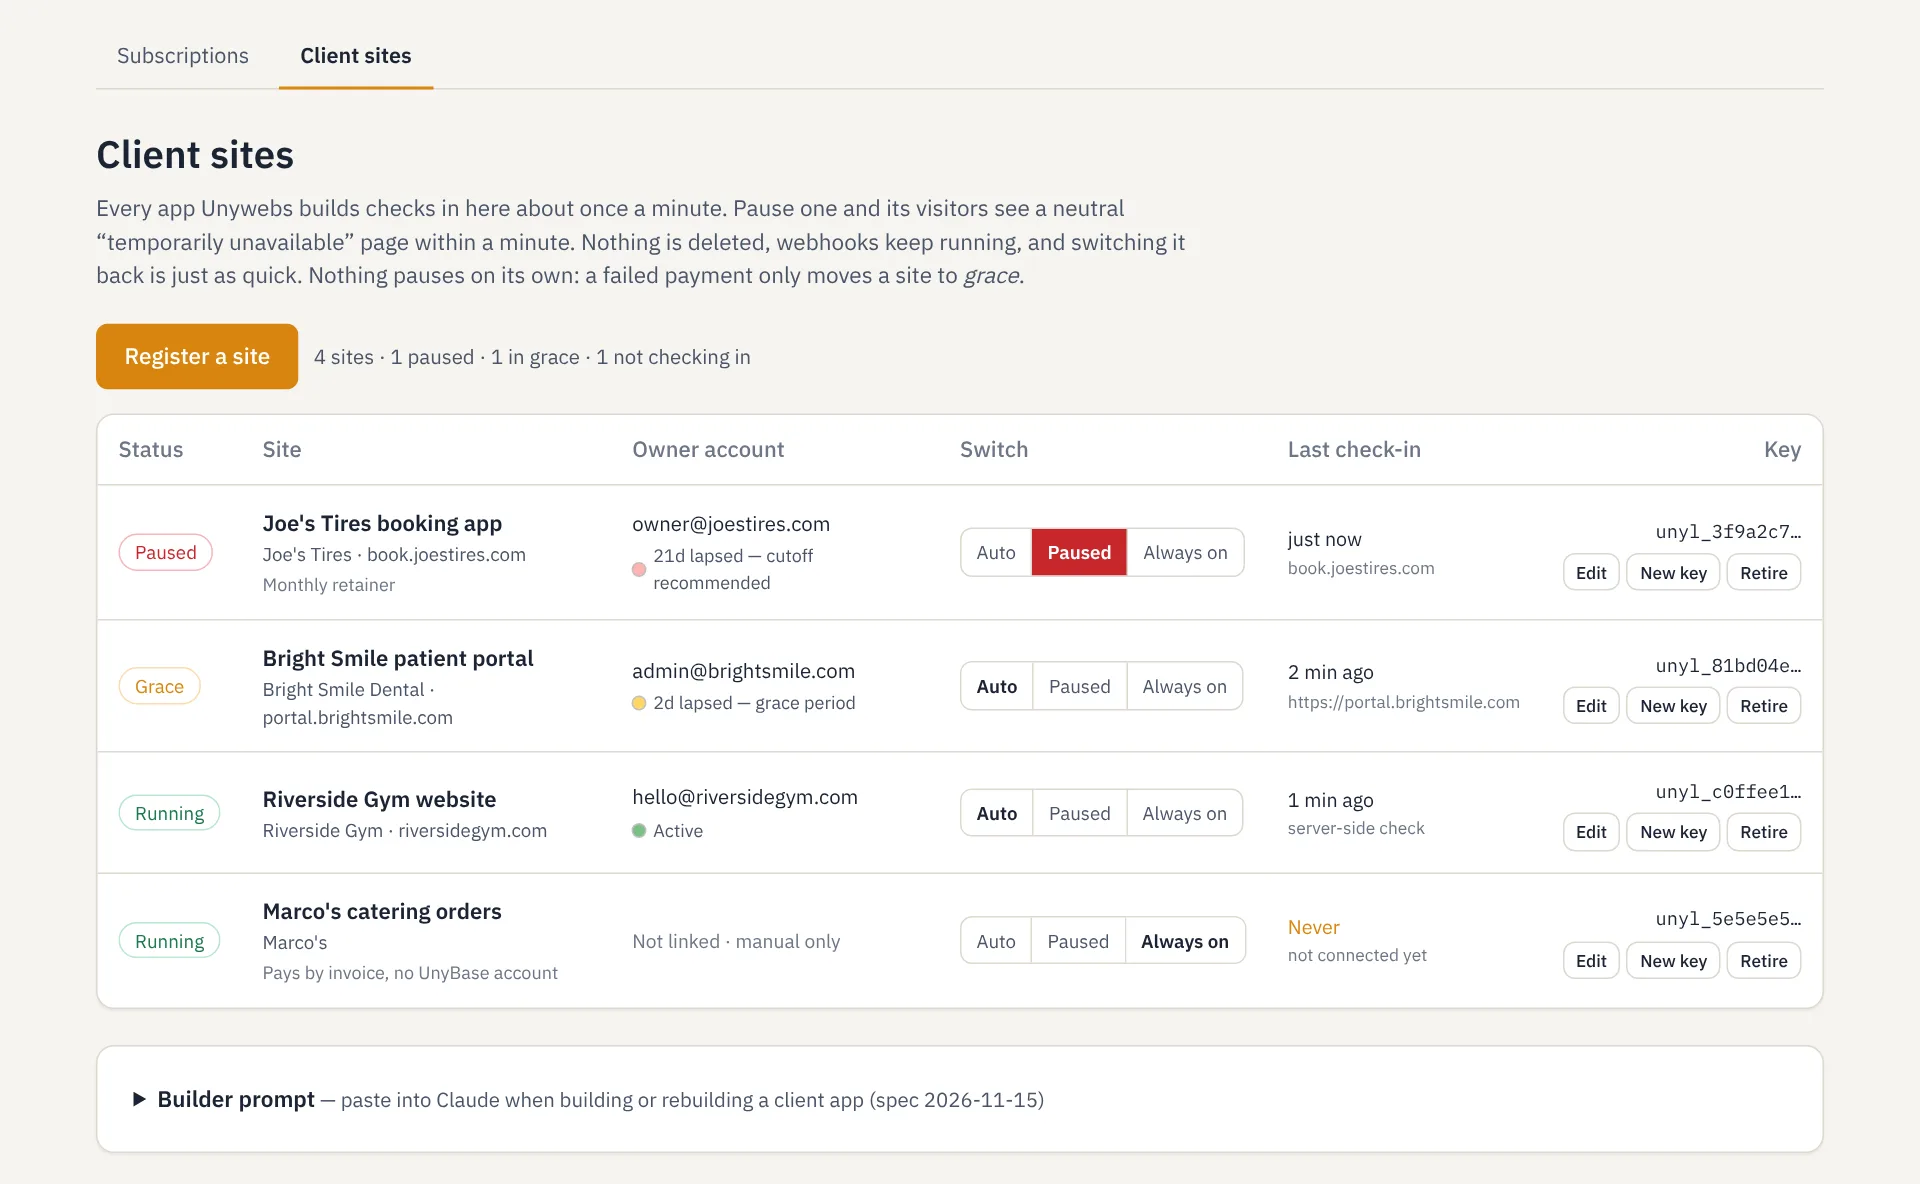 Subscriptions
Client sites
Client sites
Every app Unywebs builds checks in here about once a minute. Pause one and its visitors see a neutral
“temporarily unavailable” page within a minute. Nothing is deleted, webhooks keep running, and switching it
back is just as quick. Nothing pauses on its own: a failed payment only moves a site to grace.
Register a site
4 sites · 1 paused · 1 in grace · 1 not checking in
Status
Site
Owner account
Switch
Last check-in
Key
Paused
Joe's Tires booking app
Joe's Tires · book.joestires.com
Monthly retainer
owner@joestires.com
21d lapsed — cutoff
recommended
Auto
Paused
Always on
just now
book.joestires.com
unyl_3f9a2c7…
Edit
New key
Retire
Grace
Bright Smile patient portal
Bright Smile Dental ·
portal.brightsmile.com
admin@brightsmile.com
2d lapsed — grace period
Auto
Paused
Always on
2 min ago
https://portal.brightsmile.com
unyl_81bd04e…
Edit
New key
Retire
Running
Riverside Gym website
Riverside Gym · riversidegym.com
hello@riversidegym.com
Active
Auto
Paused
Always on
1 min ago
server-side check
unyl_c0ffee1…
Edit
New key
Retire
Running
Marco's catering orders
Marco's
Pays by invoice, no UnyBase account
Not linked · manual only
Auto
Paused
Always on
Never
not connected yet
unyl_5e5e5e5…
Edit
New key
Retire
▶ Builder prompt — paste into Claude when building or rebuilding a client app (spec 2026-11-15)